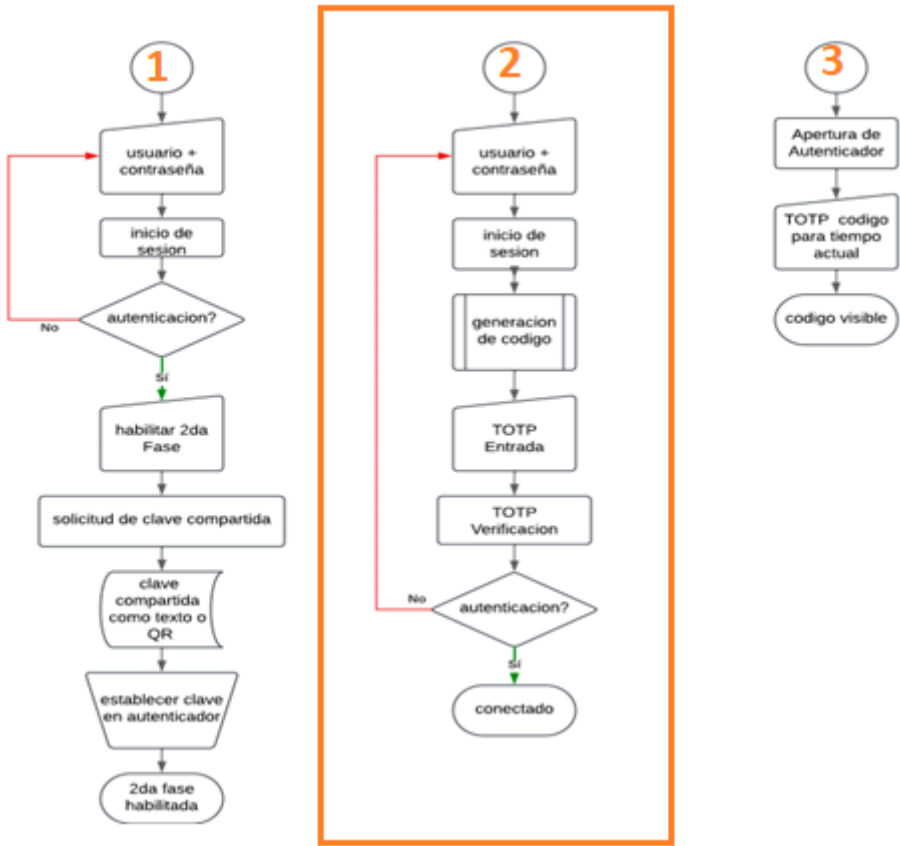 1
usuario +
contraseña
inicio de
sesion
autenticacion?
No
Sí
habilitar 2da
Fase
solicitud de clave compartida
clave
compartida
como texto o
QR
establecer clave
en autenticador
2da fase
habilitada
2
usuario +
contraseña
inicio de
sesion
generacion
de codigo
TOTP
Entrada
TOTP
Verificacion
autenticacion?
No
Sí
conectado
3
Apertura de
Autenticador
TOTP codigo
para tiempo
actual
codigo visible